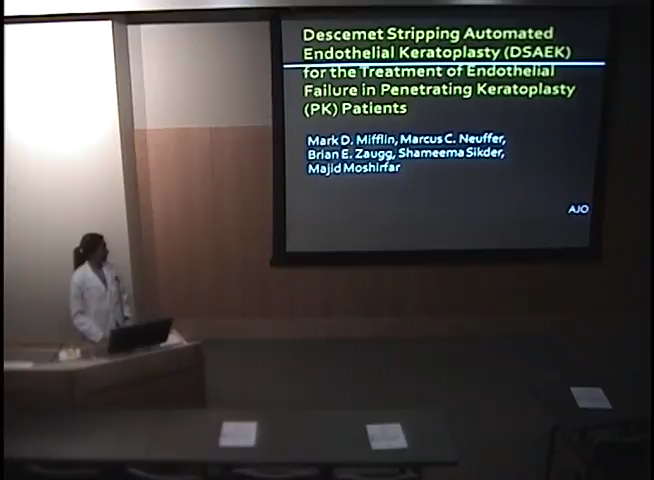 Descemet Stripping Automated
Endothelial Keratoplasty (DSAEK)
for the Treatment of Endothelial
Failure in Penetrating Keratoplasty
(PK) Patients
Mark D. Mifflin, Marcus C. Neuffer,
Brian E. Zaugg, Shameema Sikder,
Majid Moshirfar
AJO